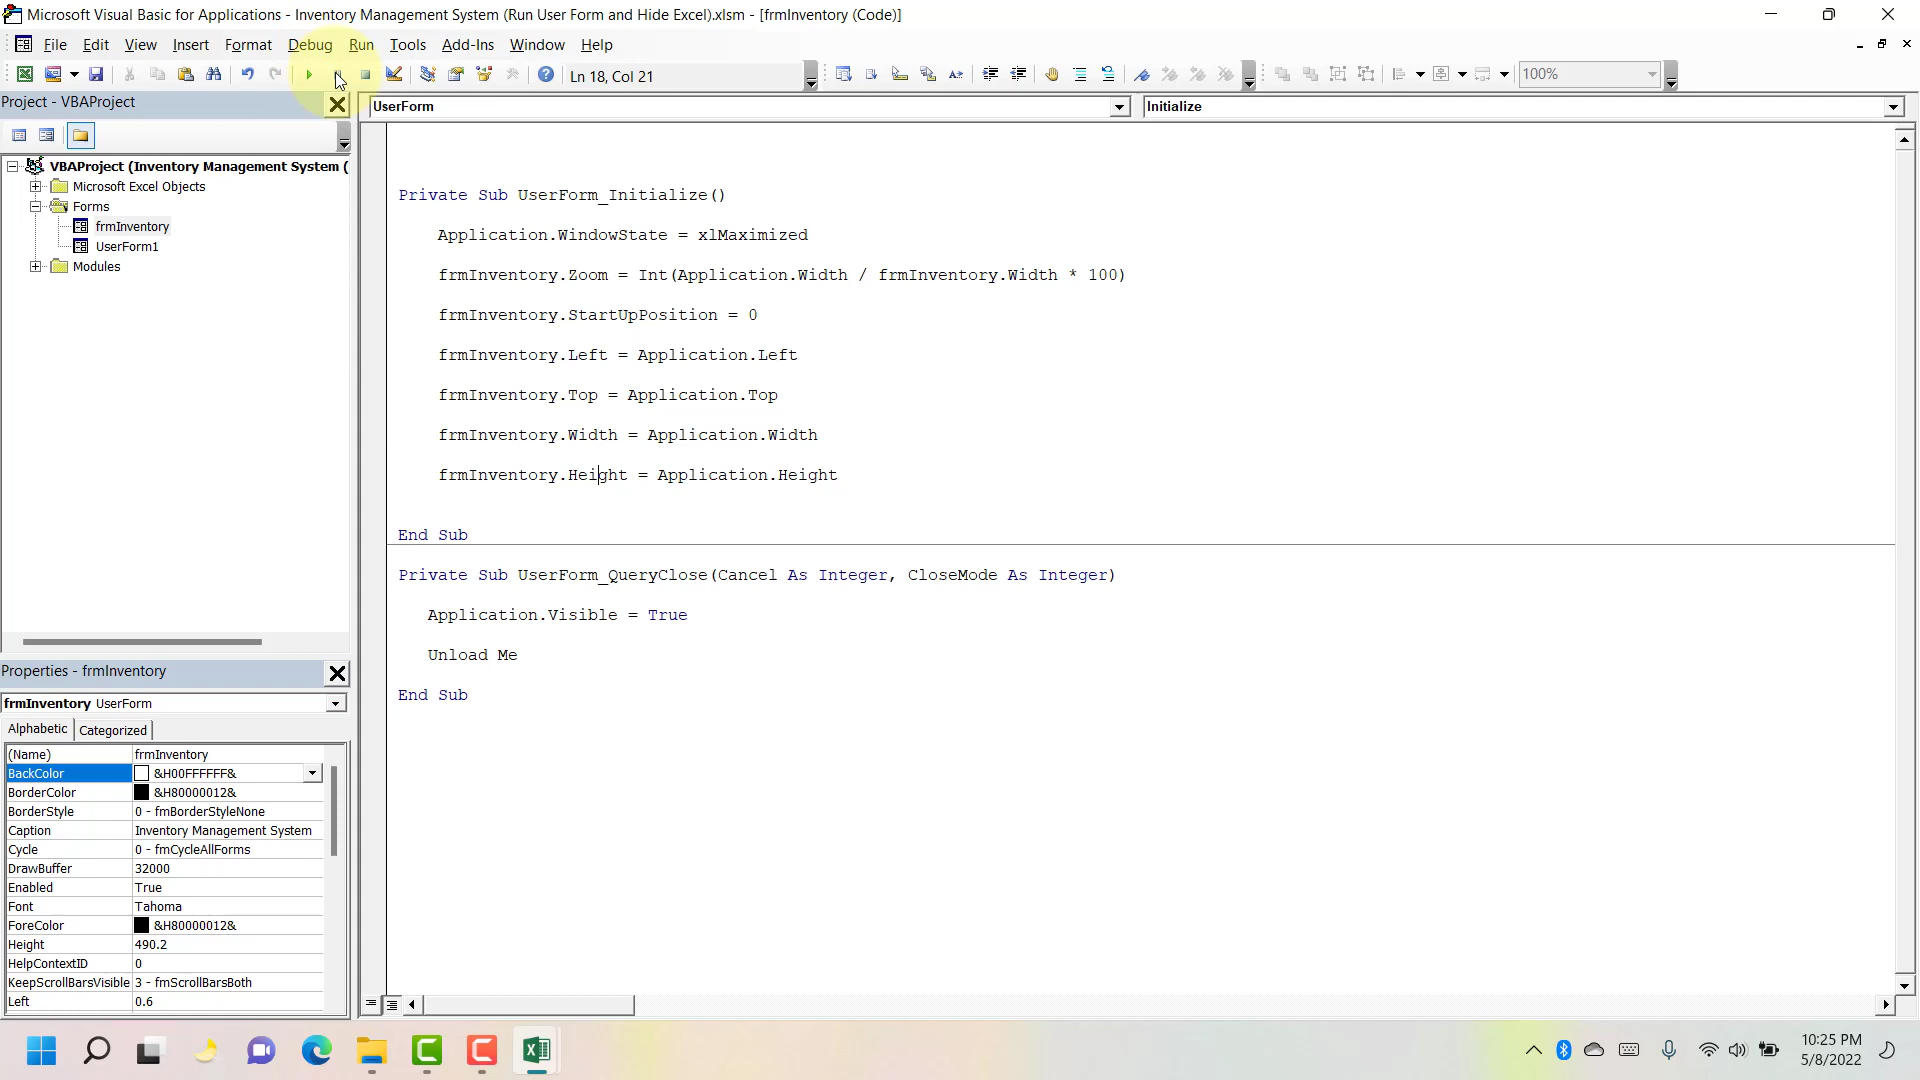 Microsoft Visual Basic for Applications - Inventory Management System (Run User Form and Hide Excel).xlsm - [frmInventory (Code)]
File Edit View Insert Format Debug Run Tools Add-Ins Window Help
Ln 18, Col 21
100%
Project - VBAProject
UserForm
Initialize
VBAProject (Inventory Management System (
Microsoft Excel Objects
Forms
frmInventory
UserForm1
Modules
Private Sub UserForm_Initialize()
Application.WindowState = xlMaximized
frmInventory.Zoom = Int(Application.Width / frmInventory.Width * 100)
frmInventory.StartUpPosition = 0
frmInventory.Left = Application.Left
frmInventory.Top = Application.Top
frmInventory.Width = Application.Width
frmInventory.Height = Application.Height
End Sub
Private Sub UserForm_QueryClose(Cancel As Integer, CloseMode As Integer)
Application.Visible = True
Unload Me
End Sub
Properties - frmInventory
frmInventory UserForm
Alphabetic Categorized
(Name) frmInventory
BackColor &H00FFFFFF&
BorderColor &H80000012&
BorderStyle 0 - fmBorderStyleNone
Caption Inventory Management System
Cycle 0 - fmCycleAllForms
DrawBuffer 32000
Enabled True
Font Tahoma
ForeColor &H80000012&
Height 490.2
HelpContextID 0
KeepScrollBarsVisible 3 - fmScrollBarsBoth
Left 0.6
10:25 PM
5/8/2022